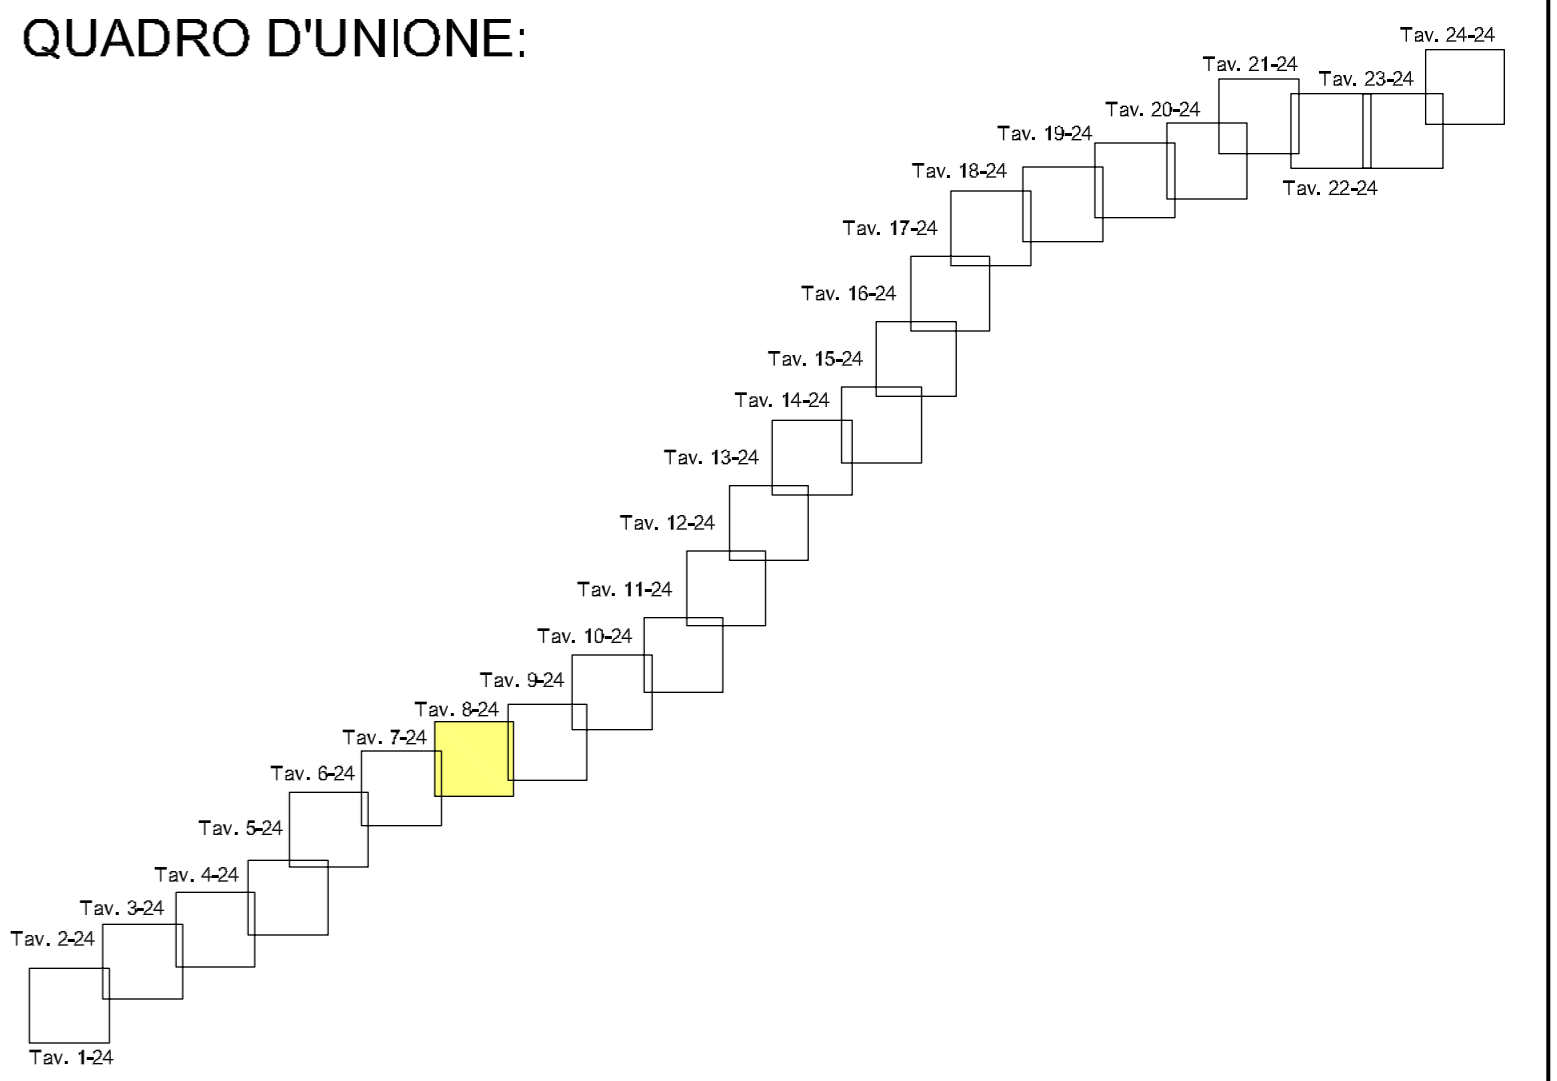 QUADRO D'UNIONE:
Tav. 24-24
Tav. 21-24
Tav. 23-24
Tav. 20-24
Tav. 19-24
Tav. 18-24
Tav. 22-24
Tav. 17-24
Tav. 16-24
Tav. 15-24
Tav. 14-24
Tav. 13-24
Tav. 12-24
Tav. 11-24
Tav. 10-24
Tav. 9-24
Tav. 8-24
Tav. 7-24
Tav. 6-24
Tav. 5-24
Tav. 4-24
Tav. 3-24
Tav. 2-24
Tav. 1-24